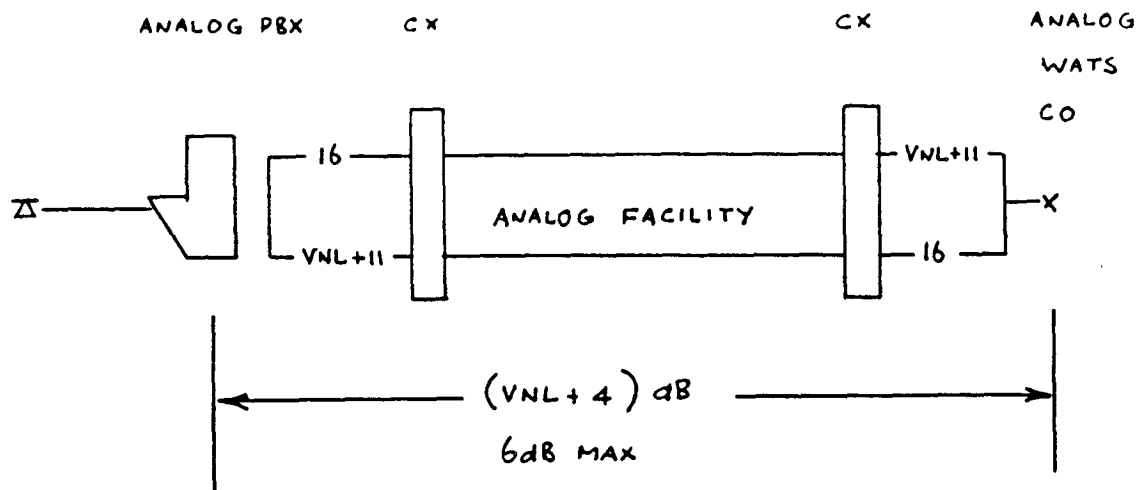 ANALOG PBX
CX
CX
ANALOG
WATS
CO
16
VNL+11
ANALOG FACILITY
VNL+11
16
X
(VNL + 4) dB
6dB MAX